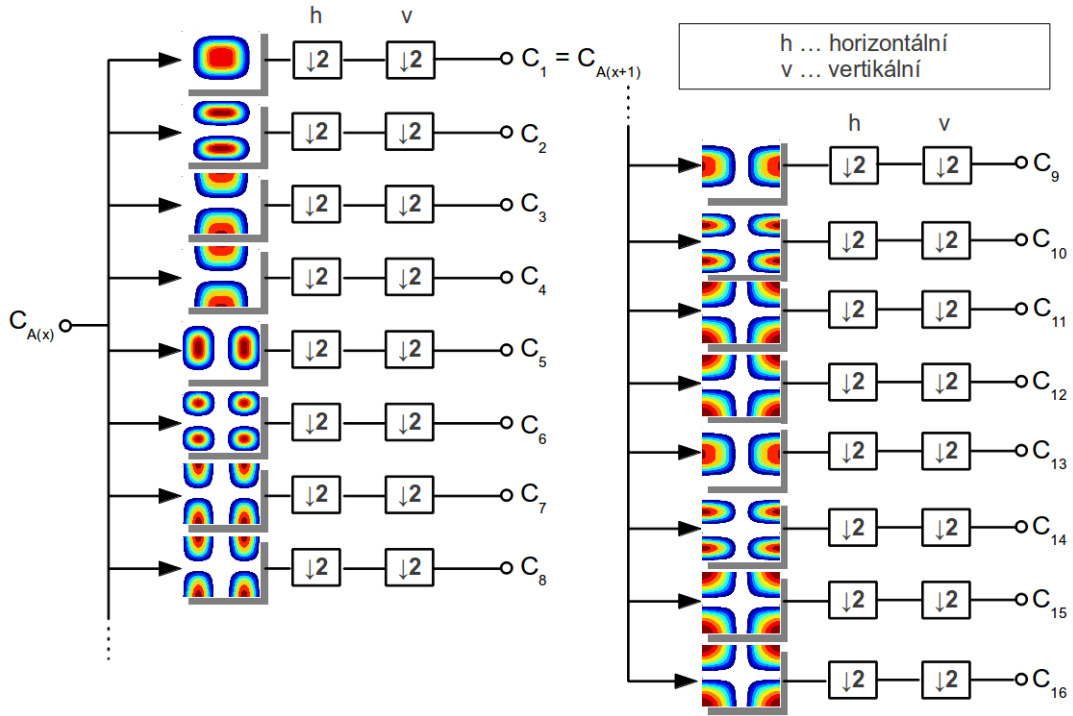 h v
↓2 ↓2 C1 = CA(x+1)
↓2 ↓2 C2
↓2 ↓2 C3
↓2 ↓2 C4
CA(x)
↓2 ↓2 C5
↓2 ↓2 C6
↓2 ↓2 C7
↓2 ↓2 C8
h ... horizontální
v ... vertikální
h v
↓2 ↓2 C9
↓2 ↓2 C10
↓2 ↓2 C11
↓2 ↓2 C12
↓2 ↓2 C13
↓2 ↓2 C14
↓2 ↓2 C15
↓2 ↓2 C16